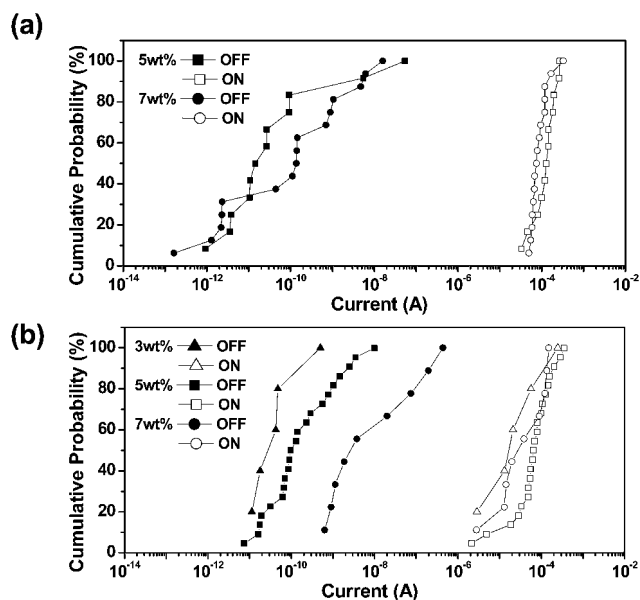 (a)
Cumulative Probability (%)
100
80
60
40
20
0
5wt% OFF
ON
7wt% OFF
ON
10-14 10-12 10-10 10-8 10-6 10-4 10-2
Current (A)
(b)
Cumulative Probability (%)
100
80
60
40
20
0
3wt% OFF
ON
5wt% OFF
ON
7wt% OFF
ON
10-14 10-12 10-10 10-8 10-6 10-4 10-2
Current (A)